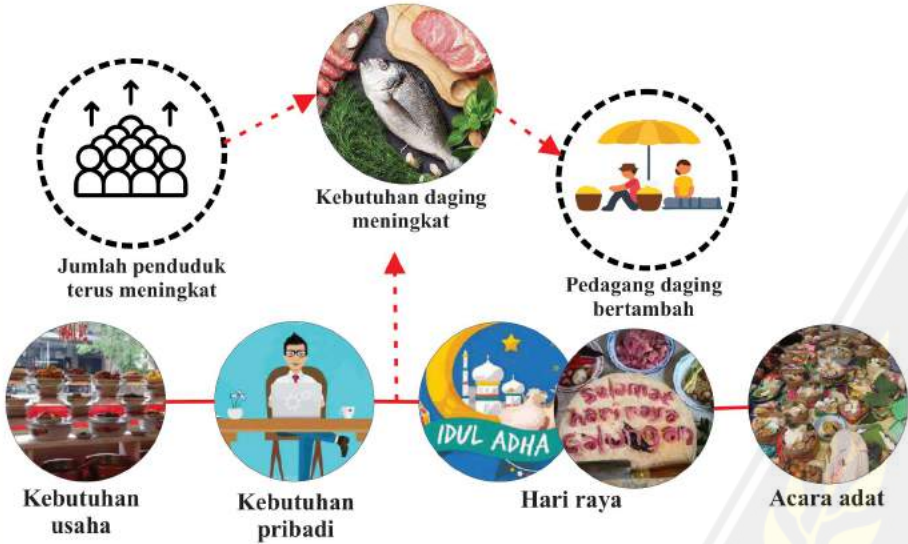 Kebutuhan daging
meningkat
Jumlah penduduk
terus meningkat
Pedagang daging
bertambah
IDUL ADHA
Selamat
hari raya
Galungan
Kebutuhan
usaha
Kebutuhan
pribadi
Hari raya
Acara adat